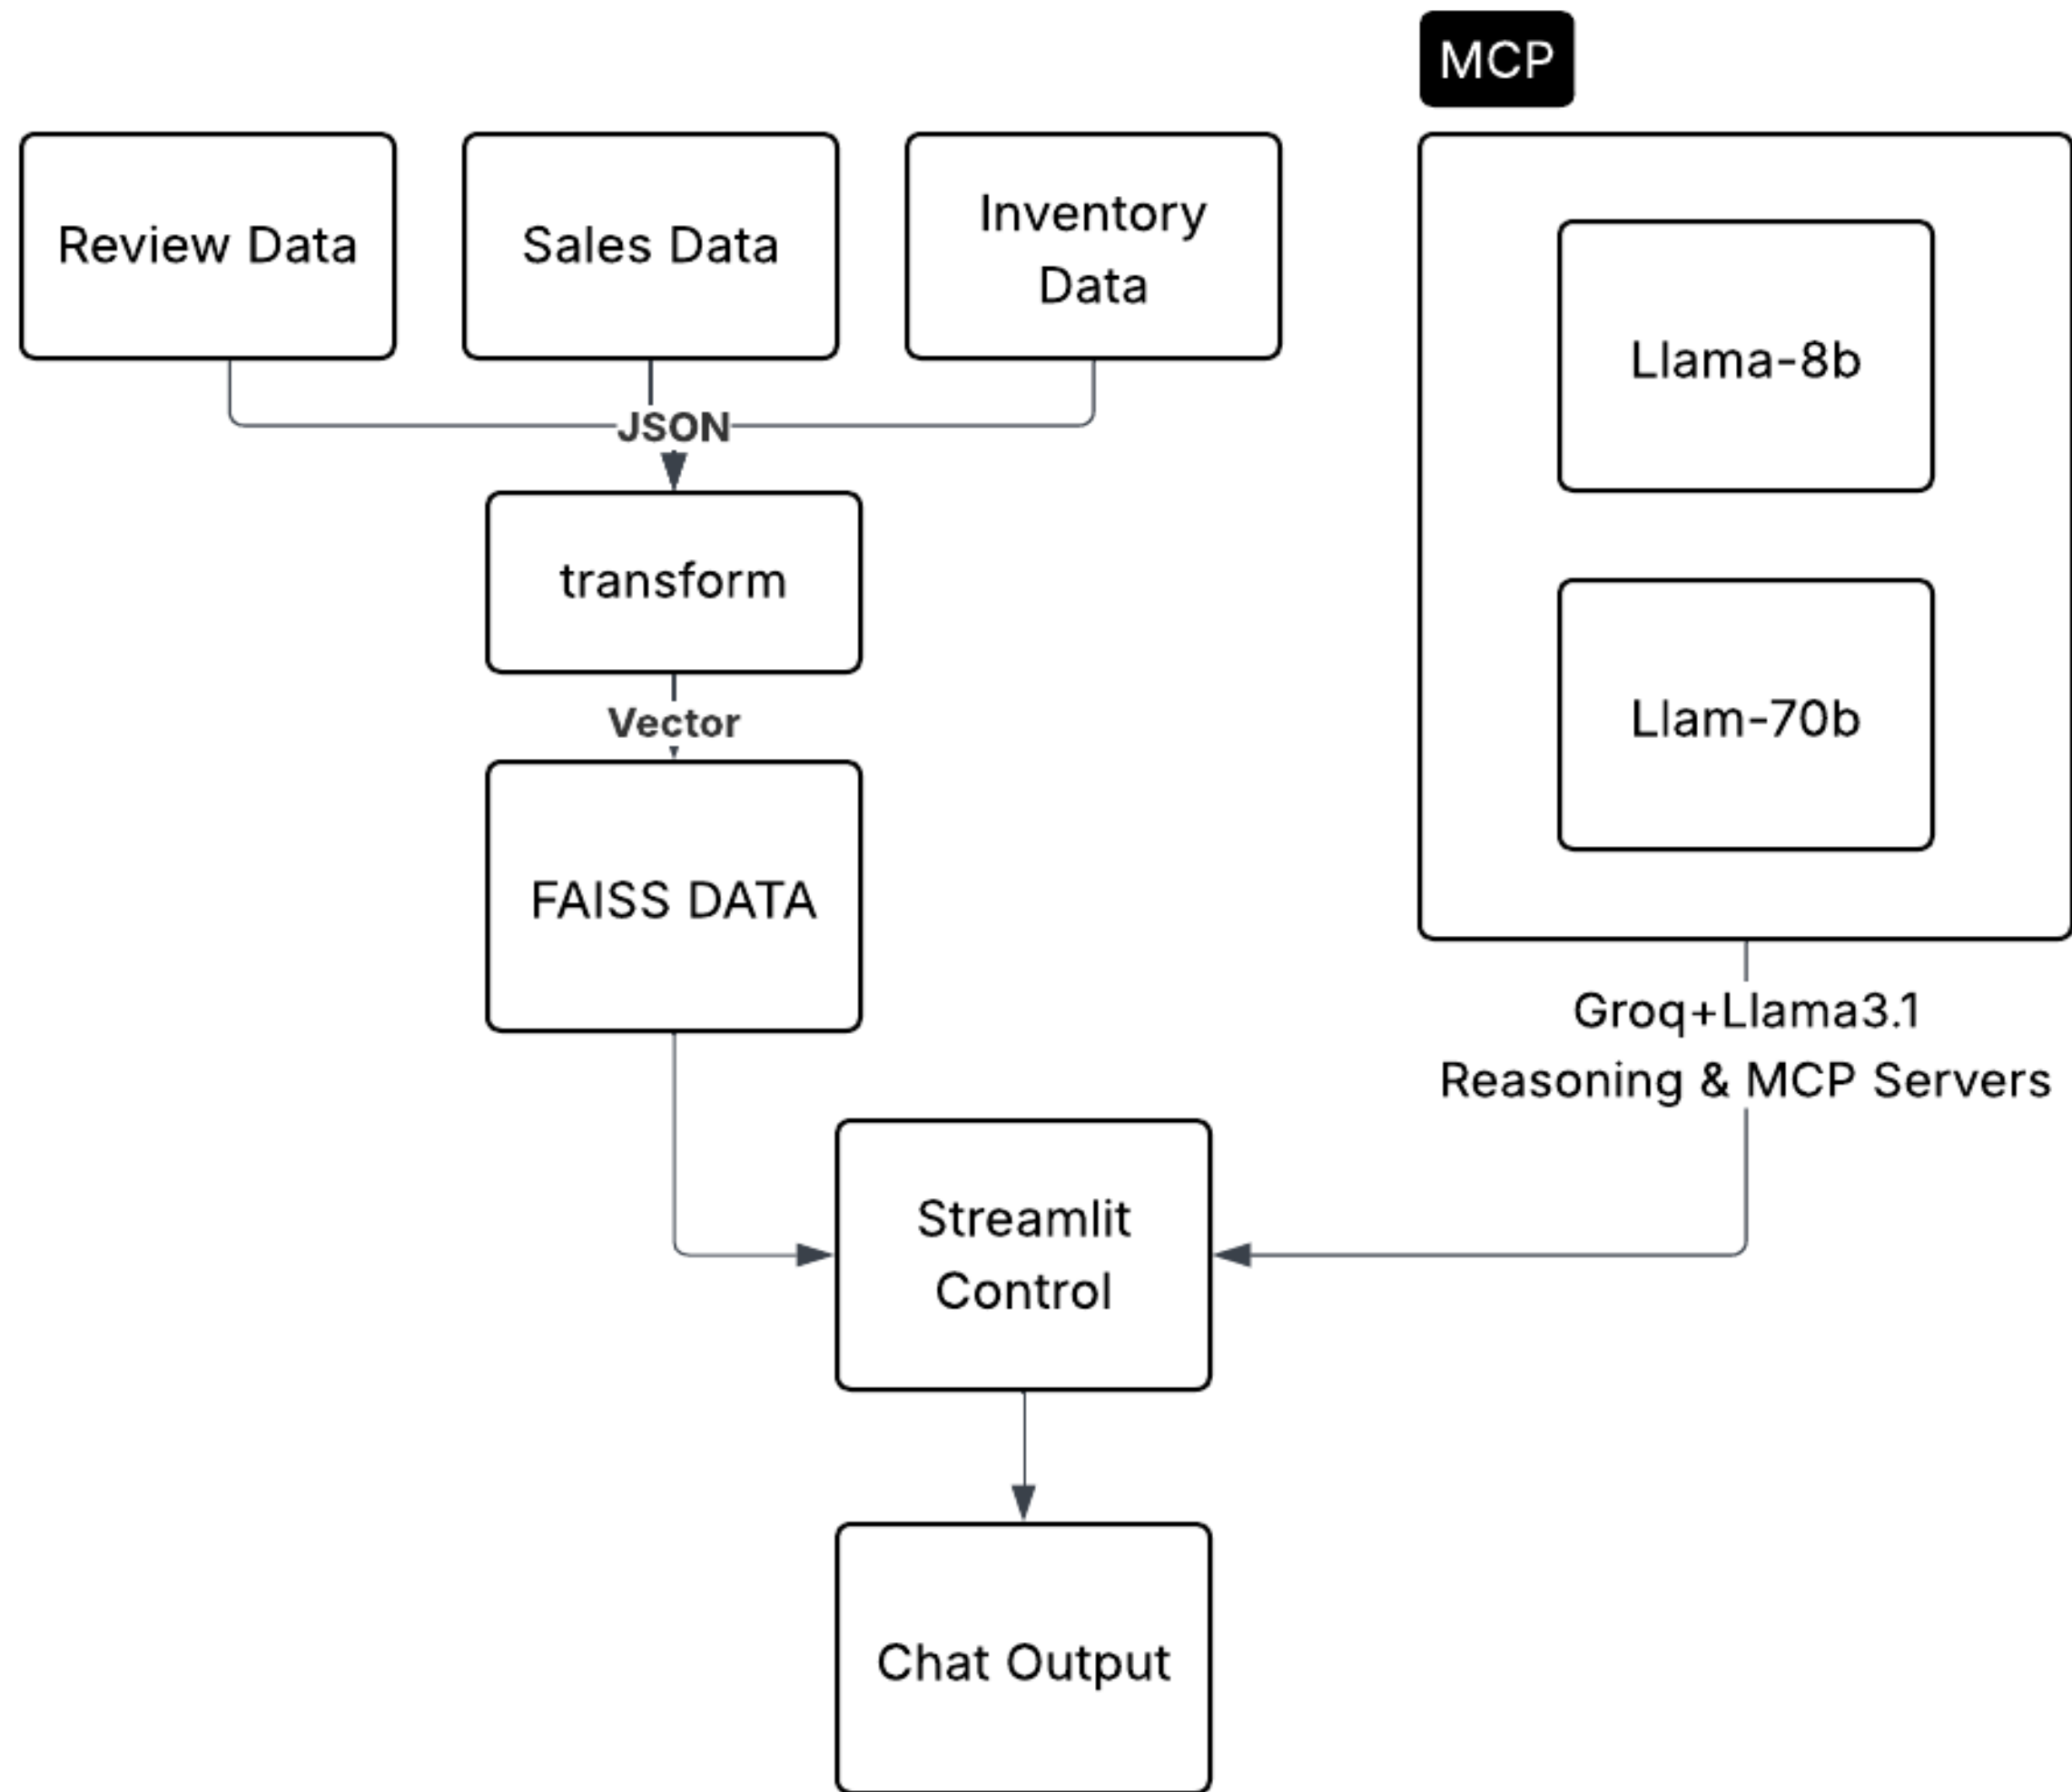 MCP
Review Data
Sales Data
Inventory
Data
JSON
transform
Vector
FAISS DATA
Llama-8b
Llam-70b
Groq+Llama3.1
Reasoning & MCP Servers
Streamlit
Control
Chat Output